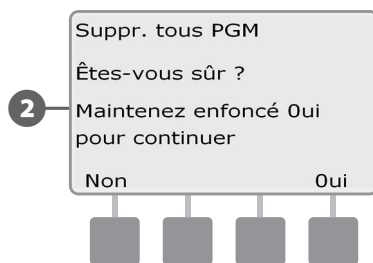 Suppr. tous PGM
Êtes-vous sûr ?
2
Maintenez enfoncé 0ui
pour continuer
Non 0ui